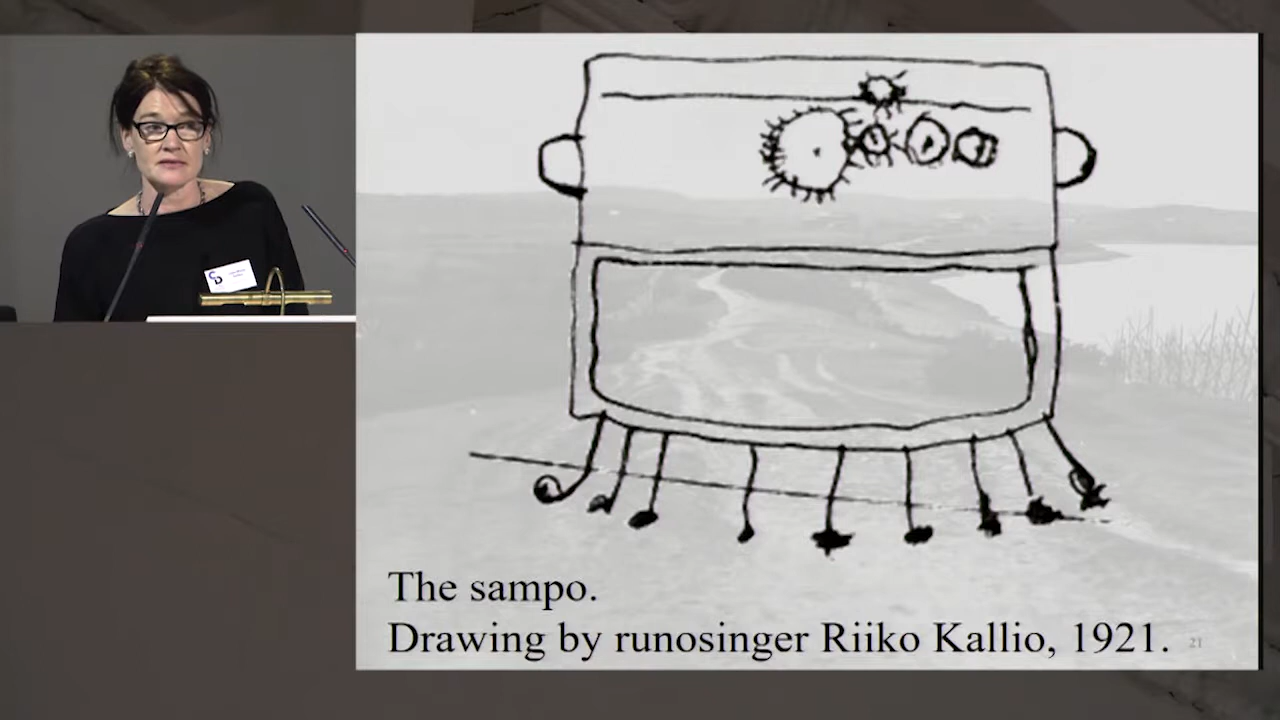 The sampo.
Drawing by runosinger Riiko Kallio, 1921.
21